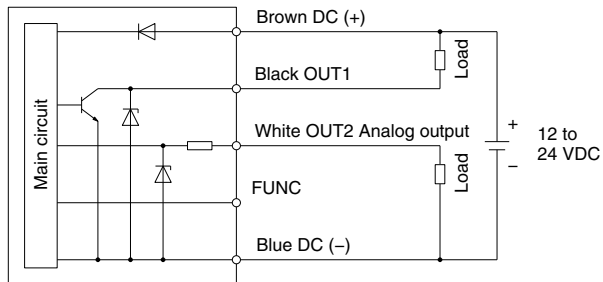 Brown DC (+)
Load
Black OUT1
Main circuit
White OUT2 Analog output
+
12 to
24 VDC
−
Load
FUNC
Blue DC (−)